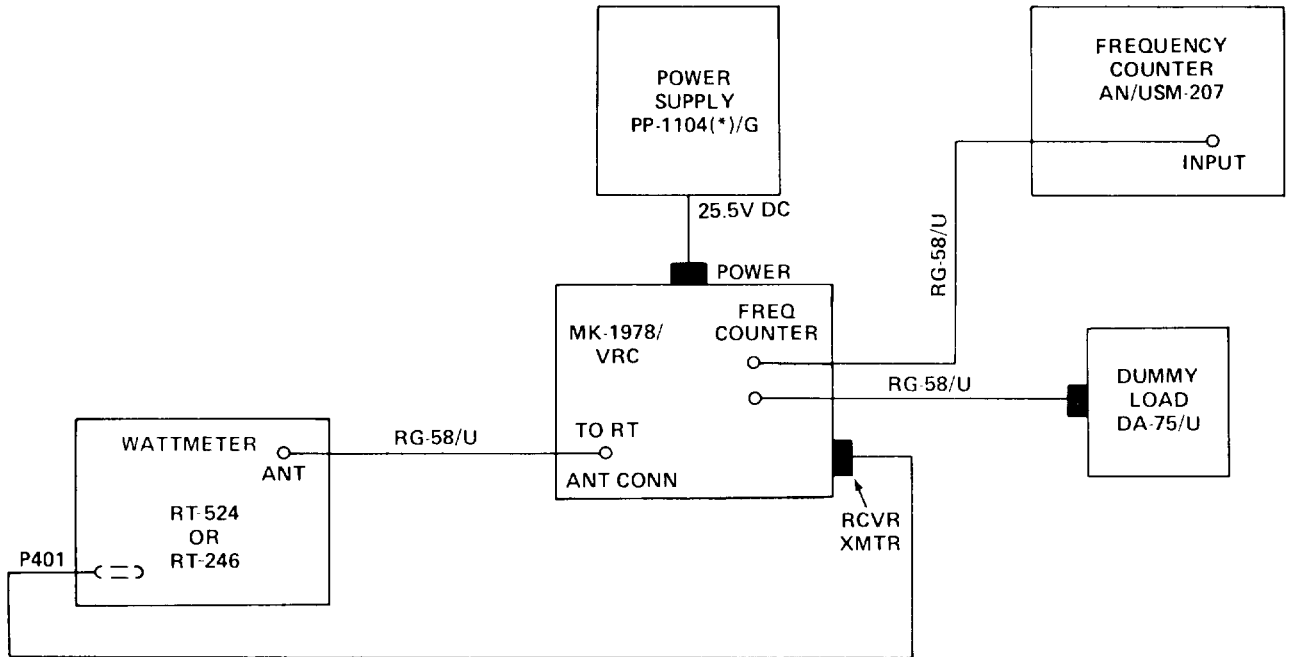 POWER
SUPPLY
PP-1104(*)/G
25.5V DC
FREQUENCY
COUNTER
AN/USM-207
INPUT
RG-58/U
POWER
MK-1978/
VRC
FREQ
COUNTER
RG-58/U
DUMMY
LOAD
DA-75/U
TO RT
ANT CONN
RCVR
XMTR
RG-58/U
WATTMETER
ANT
RT-524
OR
RT-246
P401